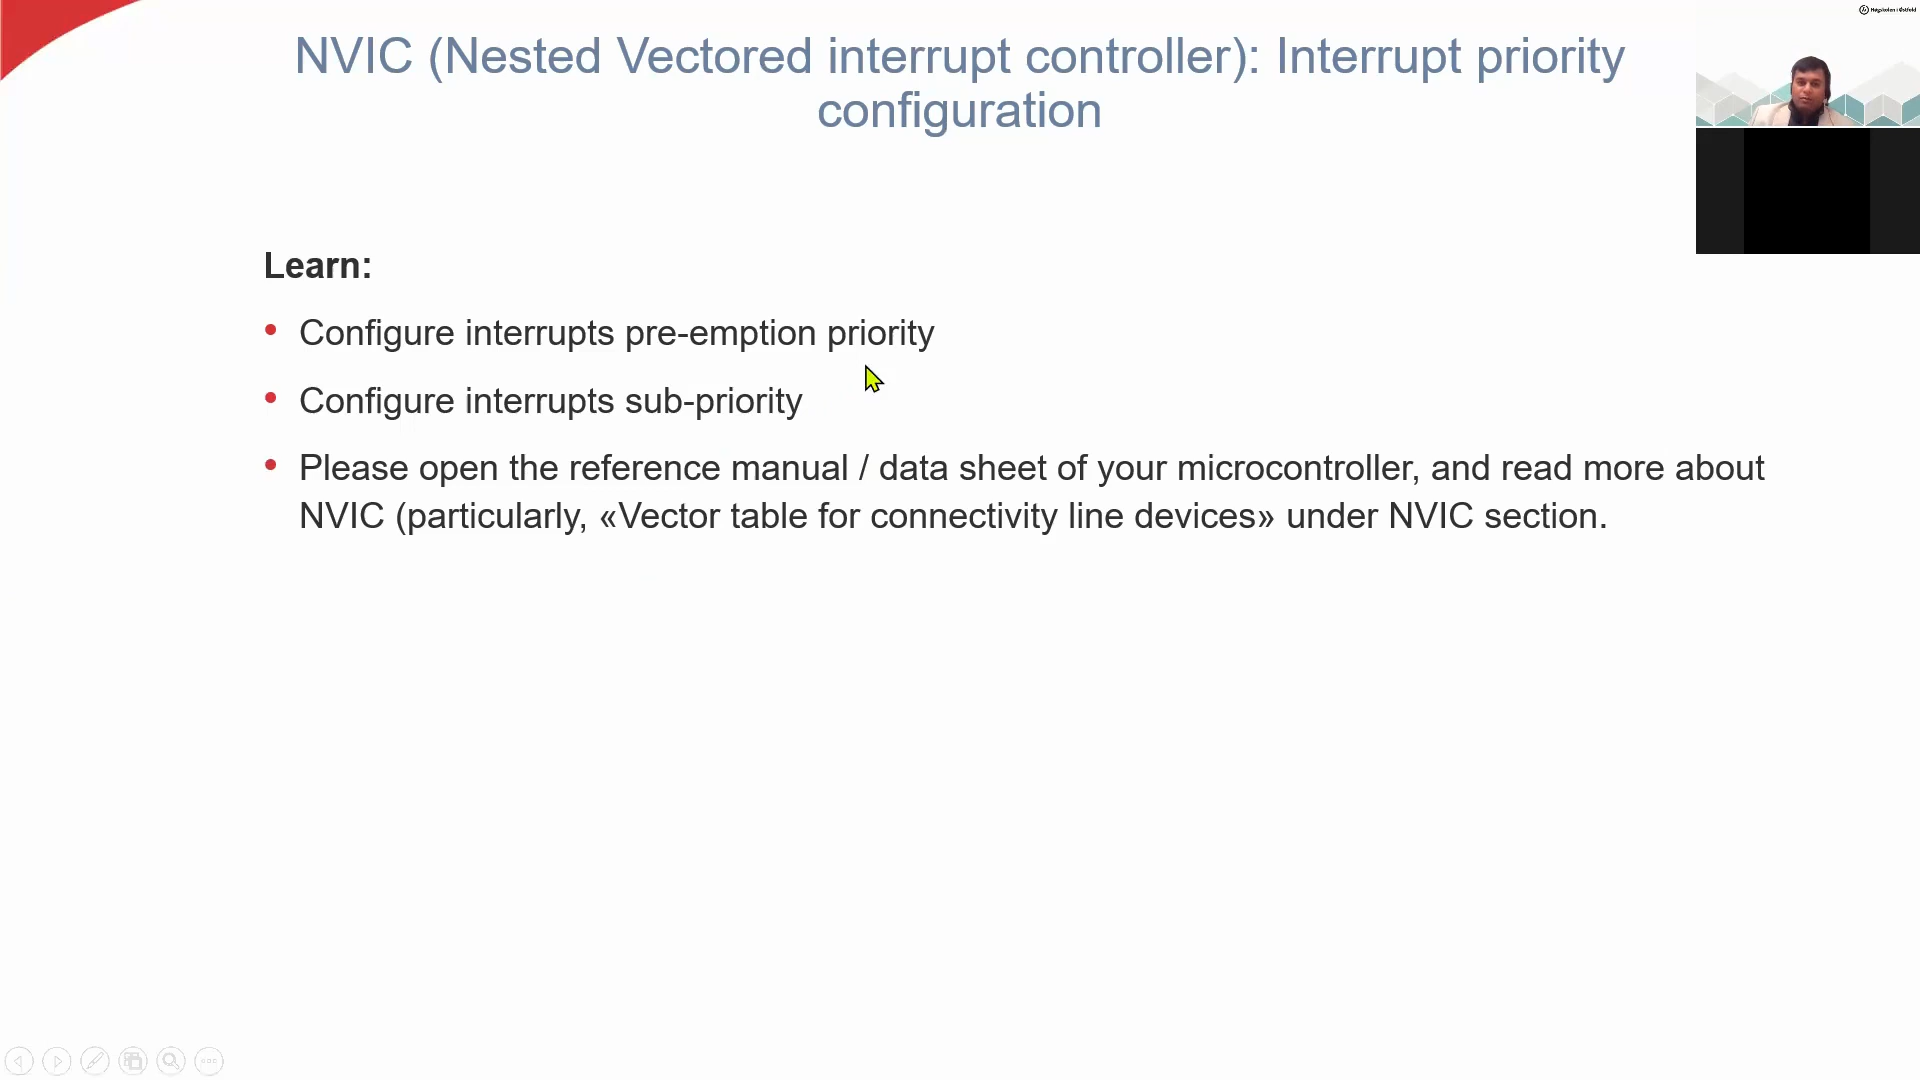 Høgskolen i Østfold
NVIC (Nested Vectored interrupt controller): Interrupt priority
configuration
Learn:
• Configure interrupts pre-emption priority
• Configure interrupts sub-priority
• Please open the reference manual / data sheet of your microcontroller, and read more about
NVIC (particularly, «Vector table for connectivity line devices» under NVIC section.